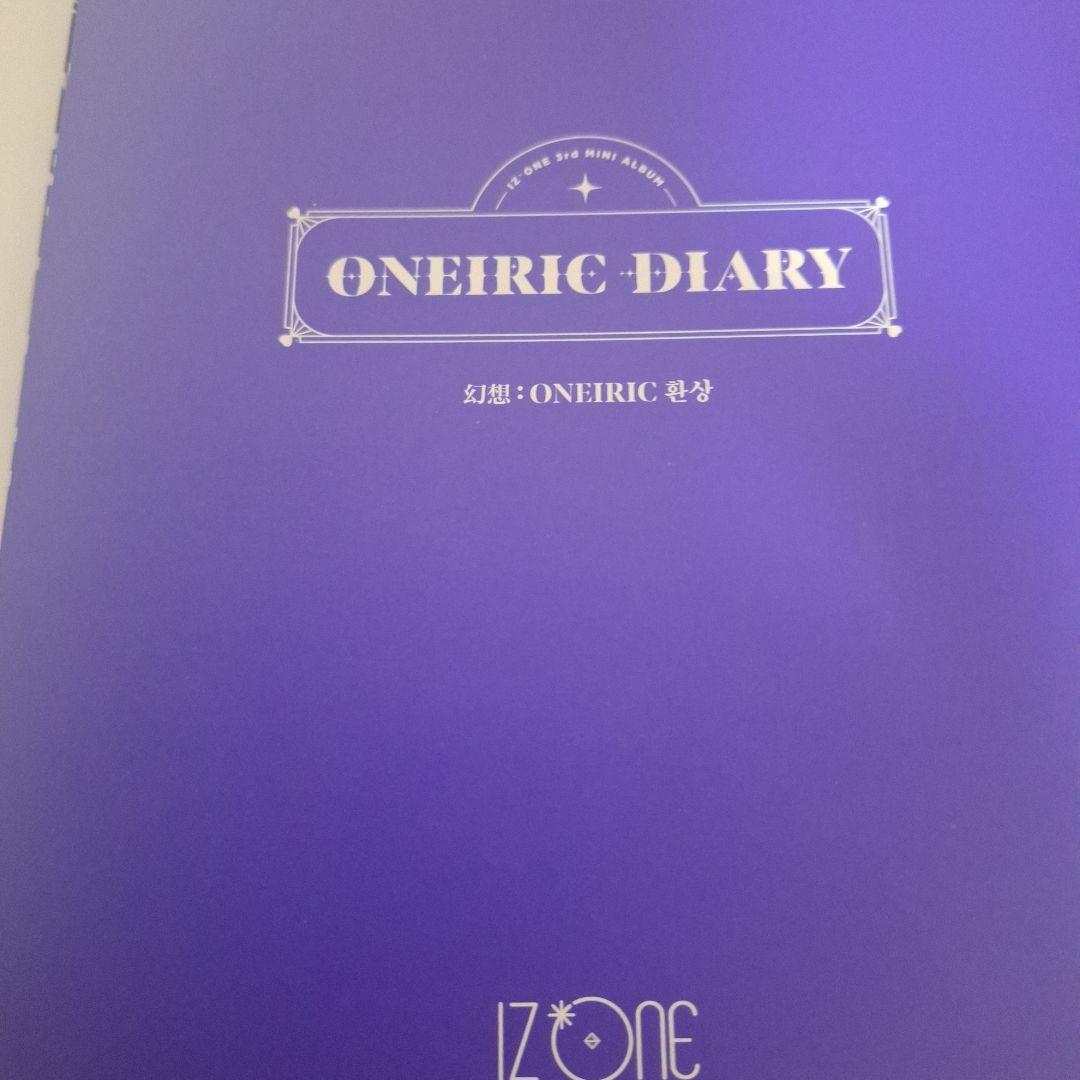 IZ*ONE 3rd MINI ALBUM
ONEIRIC DIARY
幻想 : ONEIRIC 환상
IZ*ONE